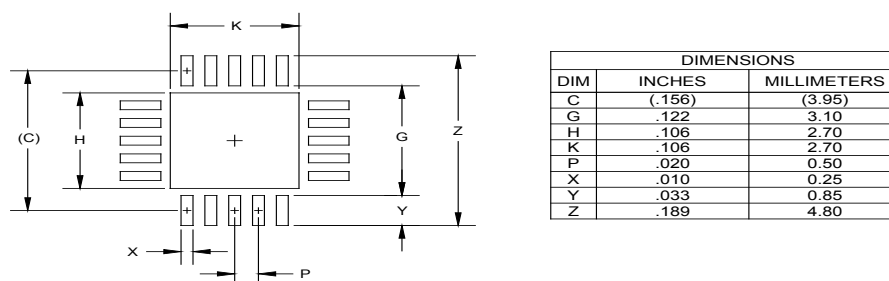 K
(C)
H
G
Z
Y
X
P
DIMENSIONS
DIM INCHES MILLIMETERS
C (.156) (3.95)
G .122 3.10
H .106 2.70
K .106 2.70
P .020 0.50
X .010 0.25
Y .033 0.85
Z .189 4.80